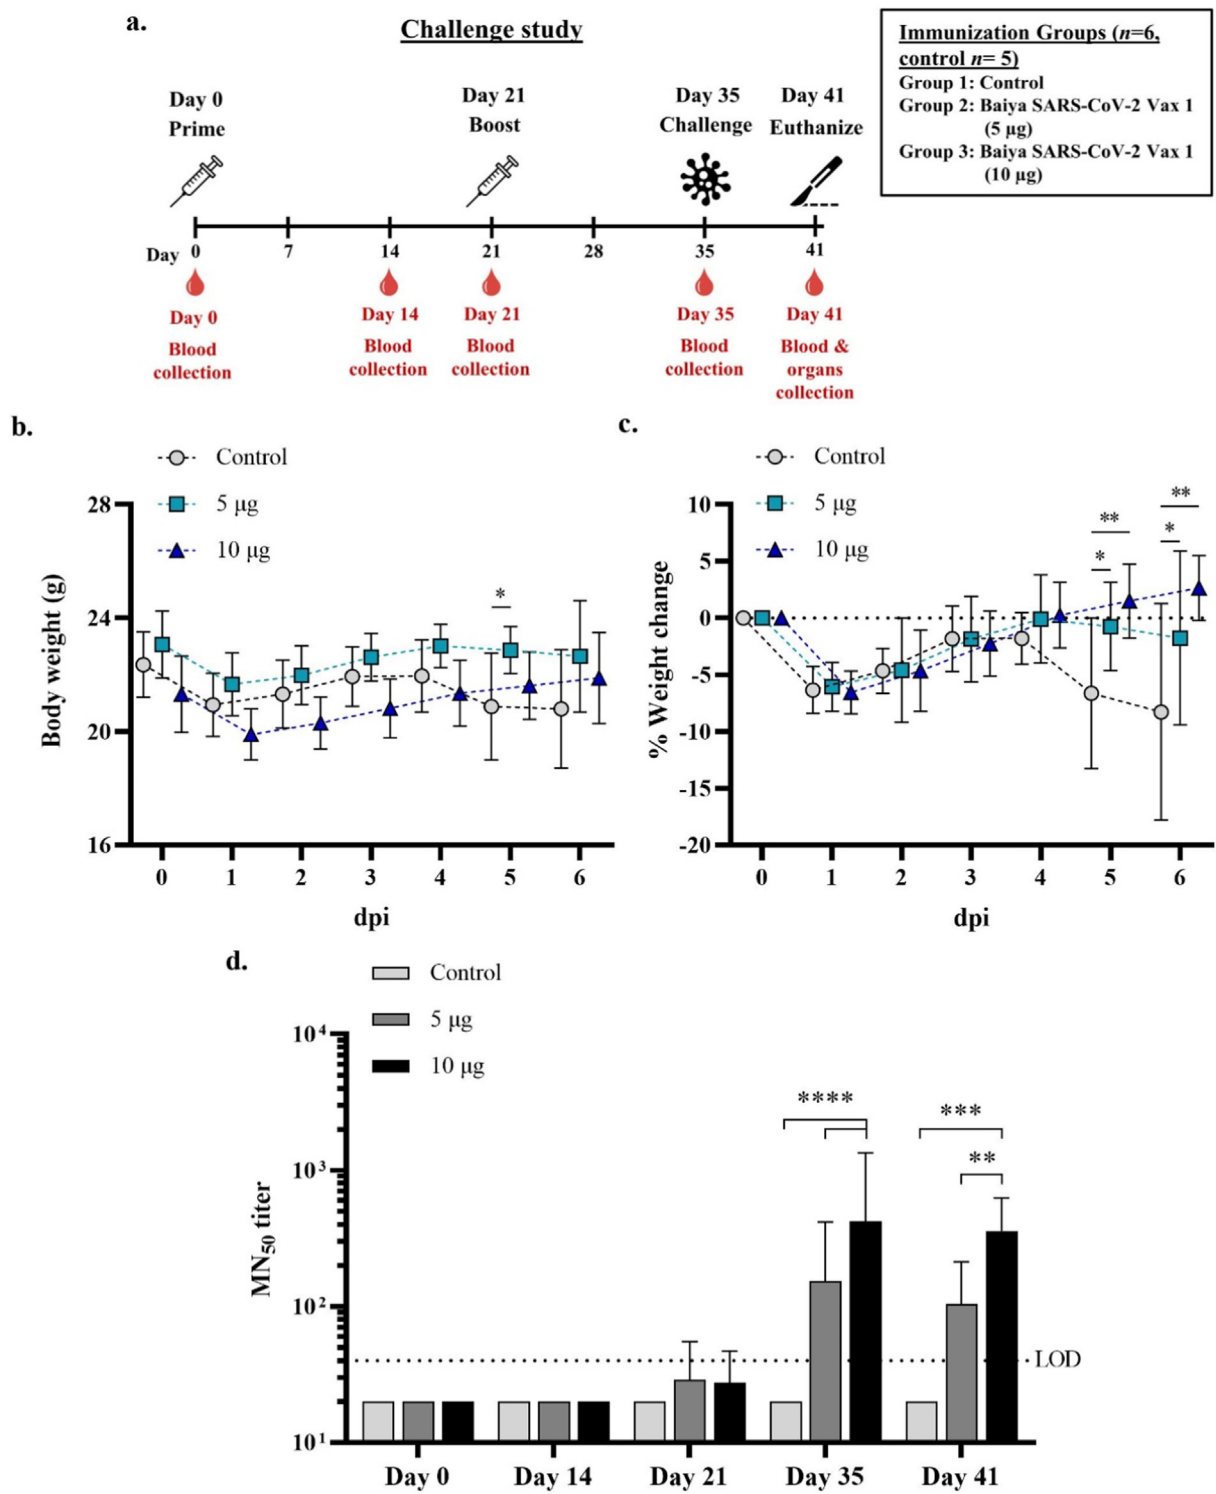 a.
Challenge study
Immunization Groups (n=6,
control n= 5)
Group 1: Control
Group 2: Baiya SARS-CoV-2 Vax 1
(5 μg)
Group 3: Baiya SARS-CoV-2 Vax 1
(10 μg)
Day 0 Day 21 Day 35 Day 41
Prime Boost Challenge Euthanize
Day 0 7 14 21 28 35 41
Day 0 Day 14 Day 21 Day 35 Day 41
Blood Blood Blood Blood Blood &
collection collection collection collection organs
collection
b.
Control
5 μg
10 μg
28
24
20
16
Body weight (g)
*
0 1 2 3 4 5 6
dpi
c.
Control
5 μg
10 μg
10
5
0
-5
-10
-15
-20
% Weight change
** **
* *
0 1 2 3 4 5 6
dpi
d.
Control
5 μg
10 μg
10⁴
10³
10²
10¹
MN₅₀ titer
**** ***
**
LOD
Day 0 Day 14 Day 21 Day 35 Day 41